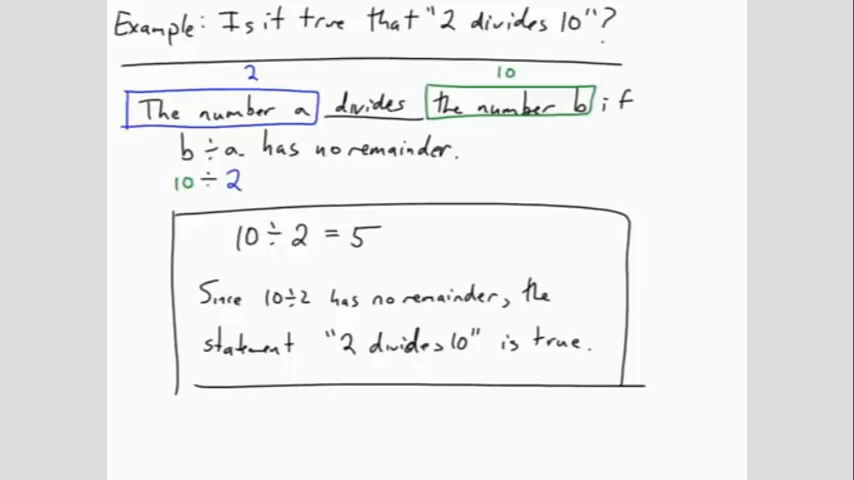 Example: Is it true that "2 divides 10"?
2 10
The number a divides the number b if
b ÷ a has no remainder.
10 ÷ 2
10 ÷ 2 = 5
Since 10÷2 has no remainder, the
statement "2 divides 10" is true.